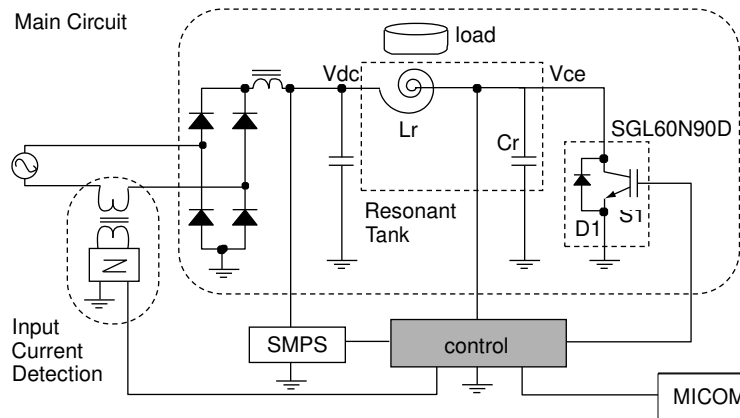 Main Circuit
load
Vdc
Vce
Lr
Cr
SGL60N90D
Resonant
Tank
D1
S1
Input
Current
Detection
SMPS
control
MICOM